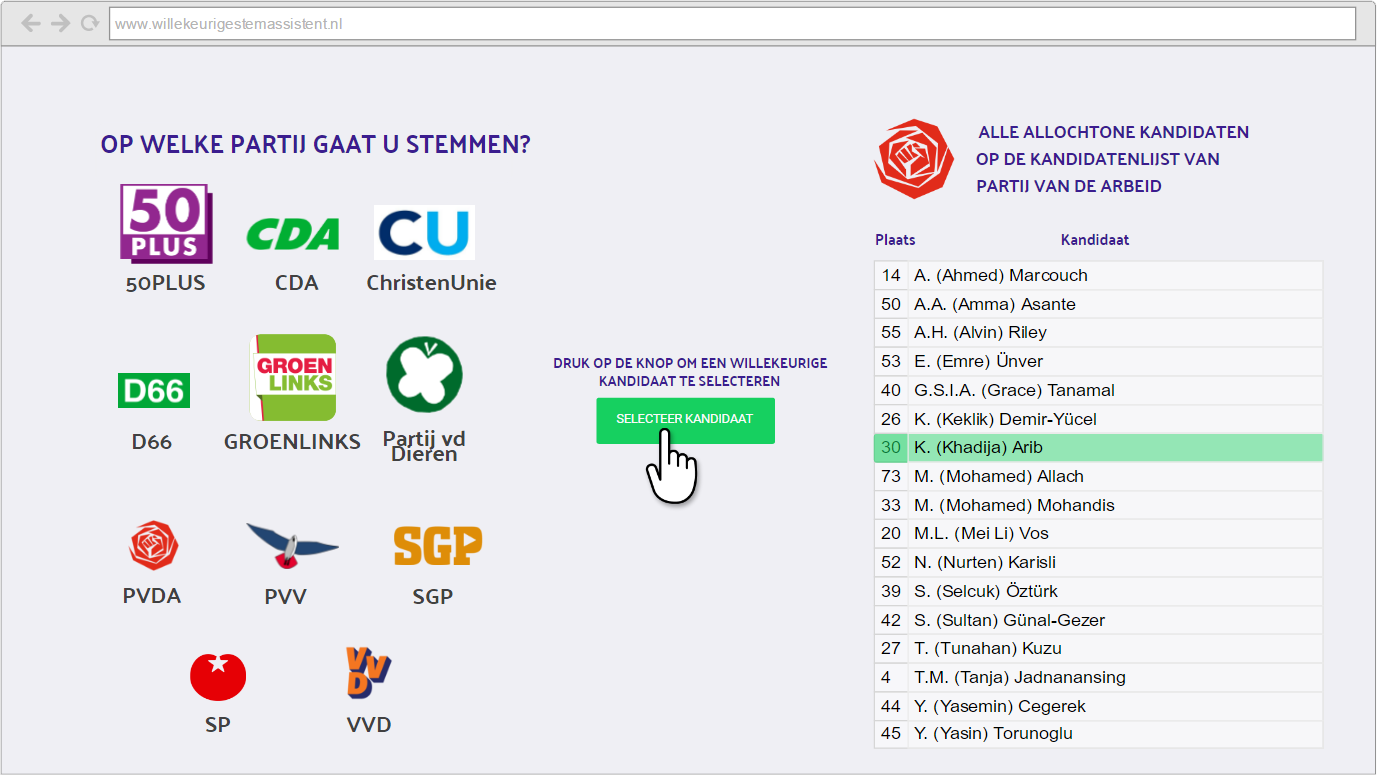 www.willekeurigestemassistent.nl
OP WELKE PARTIJ GAAT U STEMMEN?
50
PLUS
50PLUS
CDA
CDA
CU
ChristenUnie
D66
D66
GROEN
LINKS
GROENLINKS
Partij vd
Dieren
PVDA
PVV
SGP
SGP
SP
VVD
VVD
DRUK OP DE KNOP OM EEN WILLEKEURIGE
KANDIDAAT TE SELECTEREN
SELECTEER KANDIDAAT
ALLE ALLOCHTONE KANDIDATEN
OP DE KANDIDATENLIJST VAN
PARTIJ VAN DE ARBEID
Plaats Kandidaat
14 A. (Ahmed) Marcouch
50 A.A. (Amma) Asante
55 A.H. (Alvin) Riley
53 E. (Emre) Ünver
40 G.S.I.A. (Grace) Tanamal
26 K. (Keklik) Demir-Yücel
30 K. (Khadija) Arib
73 M. (Mohamed) Allach
33 M. (Mohamed) Mohandis
20 M.L. (Mei Li) Vos
52 N. (Nurten) Karisli
39 S. (Selcuk) Öztürk
42 S. (Sultan) Günal-Gezer
27 T. (Tunahan) Kuzu
4 T.M. (Tanja) Jadnanansing
44 Y. (Yasemin) Cegerek
45 Y. (Yasin) Torunoglu